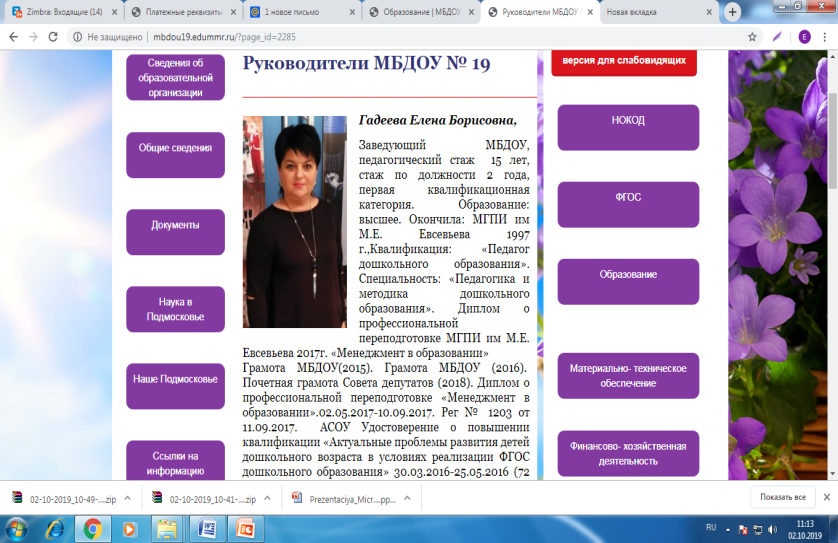 Zimbra: Входящие (14)
Платежные реквизиты
1 новое письмо
Образование | МБДОУ
Руководители МБДОУ
Новая вкладка
Не защищено | mbdou19.edummr.ru/?page_id=2285
E
Сведения об
образовательной
организации
Общие сведения
Документы
Наука в
Подмосковье
Наше Подмосковье
Ссылки на
информацию
Руководители МБДОУ № 19
Гадеева Елена Борисовна,
Заведующий МБДОУ,
педагогический стаж 15 лет,
стаж по должности 2 года,
первая квалификационная
категория. Образование:
высшее. Окончила: МГПИ им
М.Е. Евсевьева 1997
г.,Квалификация: «Педагог
дошкольного образования».
Специальность: «Педагогика и
методика дошкольного
образования». Диплом о
профессиональной
переподготовке МГПИ им М.Е.
Евсевьева 2017г. «Менеджмент в образовании»
Грамота МБДОУ(2015). Грамота МБДОУ (2016).
Почетная грамота Совета депутатов (2018). Диплом о
профессиональной переподготовке «Менеджмент в
образовании».02.05.2017-10.09.2017. Рег № 1203 от
11.09.2017. АСОУ Удостоверение о повышении
квалификации «Актуальные проблемы развития детей
дошкольного возраста в условиях реализации ФГОС
дошкольного образования» 30.03.2016-25.05.2016 (72
версия для слабовидящих
НОКОД
ФГОС
Образование
Материально- техническое
обеспечение
Финансово- хозяйственная
деятельность
02-10-2019_10-49-....zip
02-10-2019_10-41-....zip
Prezentaciya_Micr....pp...
Показать все
RU
11:13
02.10.2019